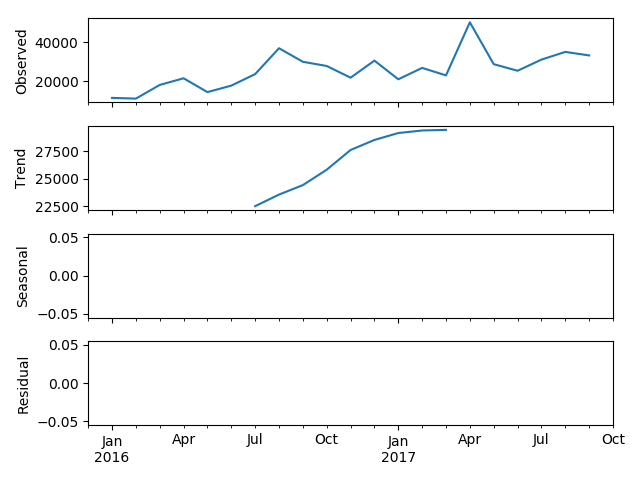 Observed
40000
20000
Trend
27500
25000
22500
Seasonal
0.05
0.00
−0.05
Residual
0.05
0.00
−0.05
Jan Apr Jul Oct Jan Apr Jul Oct
2016 2017